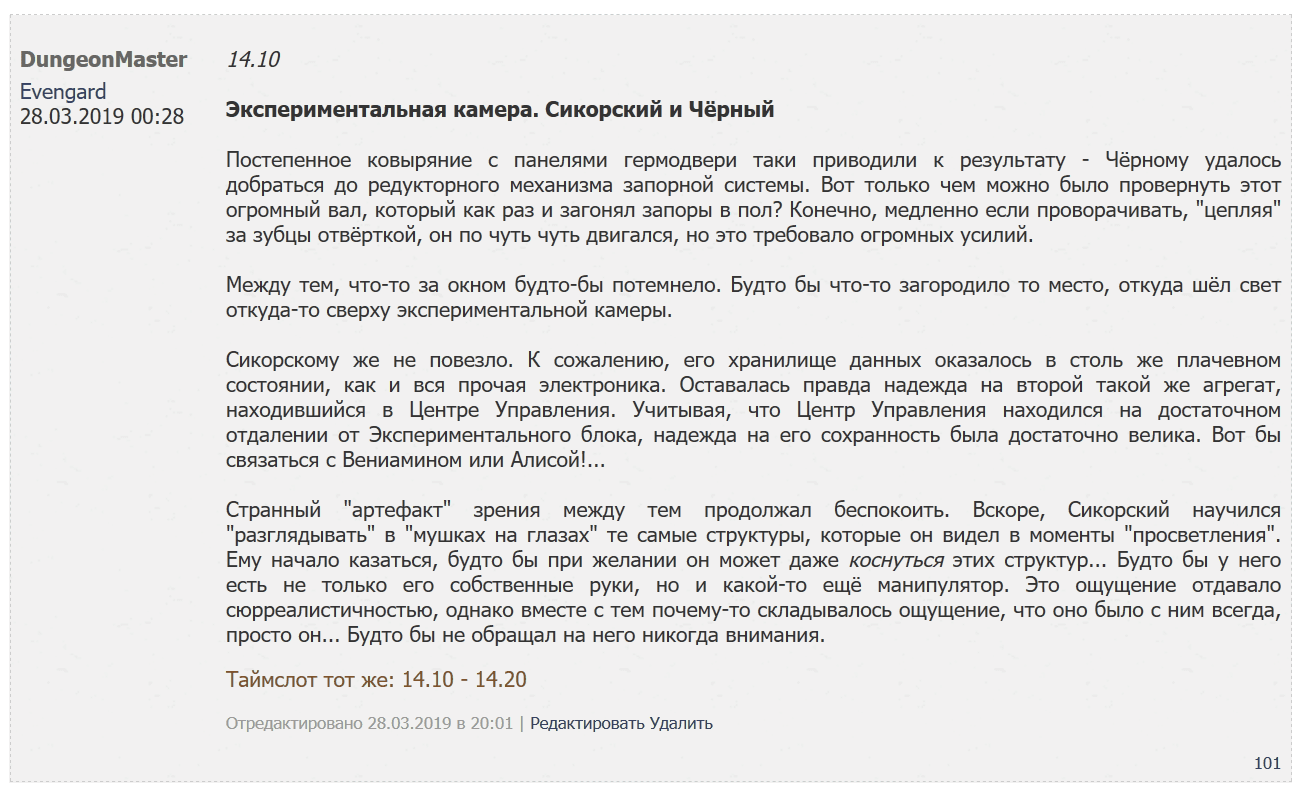 DungeonMaster
Evengard
28.03.2019 00:28
14.10
Экспериментальная камера. Сикорский и Чёрный
Постепенное ковыряние с панелями гермодвери таки приводили к результату - Чёрному удалось
добраться до редукторного механизма запорной системы. Вот только чем можно было провернуть этот
огромный вал, который как раз и загонял запоры в пол? Конечно, медленно если проворачивать, "цепляя"
за зубцы отвёрткой, он по чуть чуть двигался, но это требовало огромных усилий.
Между тем, что-то за окном будто-бы потемнело. Будто бы что-то загородило то место, откуда шёл свет
откуда-то сверху экспериментальной камеры.
Сикорскому же не повезло. К сожалению, его хранилище данных оказалось в столь же плачевном
состоянии, как и вся прочая электроника. Оставалась правда надежда на второй такой же агрегат,
находившийся в Центре Управления. Учитывая, что Центр Управления находился на достаточном
отдалении от Экспериментального блока, надежда на его сохранность была достаточно велика. Вот бы
связаться с Вениамином или Алисой!...
Странный "артефакт" зрения между тем продолжал беспокоить. Вскоре, Сикорский научился
"разглядывать" в "мушках на глазах" те самые структуры, которые он видел в моменты "просветления".
Ему начало казаться, будто бы при желании он может даже коснуться этих структур... Будто бы у него
есть не только его собственные руки, но и какой-то ещё манипулятор. Это ощущение отдавало
сюрреалистичностью, однако вместе с тем почему-то складывалось ощущение, что оно было с ним всегда,
просто он... Будто бы не обращал на него никогда внимания.
Таймслот тот же: 14.10 - 14.20
Отредактировано 28.03.2019 в 20:01 | Редактировать Удалить
101